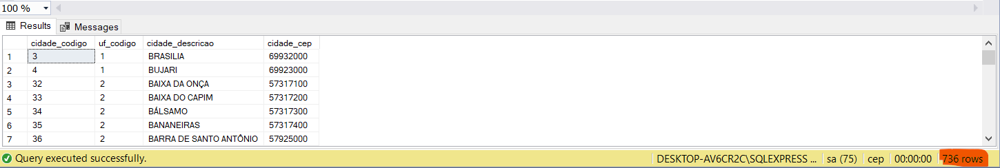 100 %
Results Messages
cidade_codigo uf_codigo cidade_descricao cidade_cep
1 3 1 BRASILIA 69932000
2 4 1 BUJARI 69923000
3 32 2 BAIXA DA ONÇA 57317100
4 33 2 BAIXA DO CAPIM 57317200
5 34 2 BÁLSAMO 57317300
6 35 2 BANANEIRAS 57317400
7 36 2 BARRA DE SANTO ANTÔNIO 57925000
Query executed successfully. DESKTOP-AV6CR2C\SQLEXPRESS ... sa (75) cep 00:00:00 736 rows